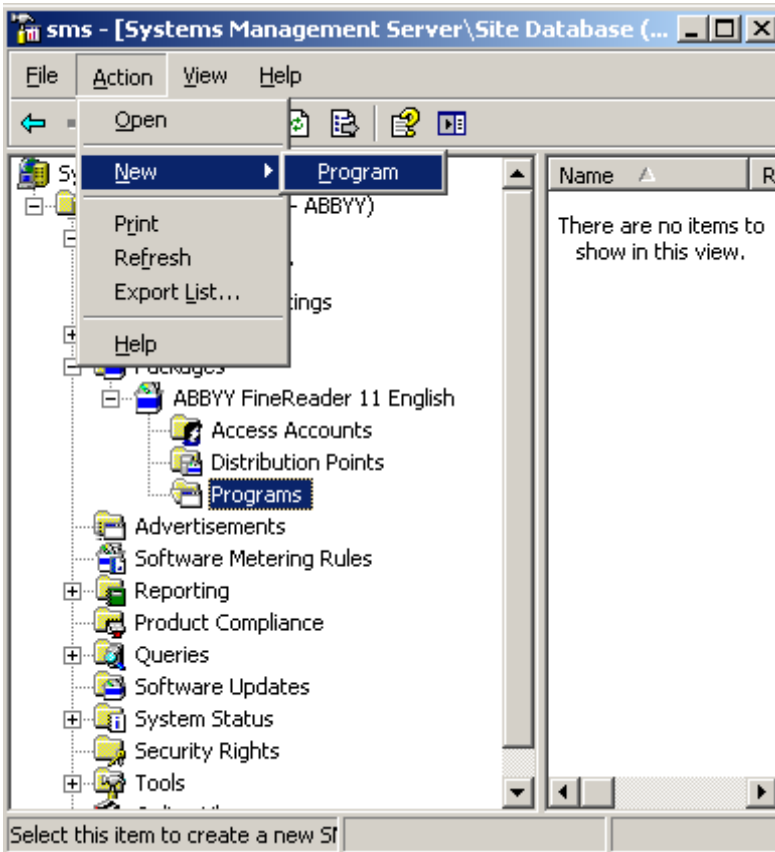 sms - [Systems Management Server\Site Database (...
File Action View Help
Open
New
Program
Print
Refresh
Export List...
Help
- ABBYY)
Packages
ABBYY FineReader 11 English
Access Accounts
Distribution Points
Programs
Advertisements
Software Metering Rules
Reporting
Product Compliance
Queries
Software Updates
System Status
Security Rights
Tools
Name
There are no items to
show in this view.
Select this item to create a new